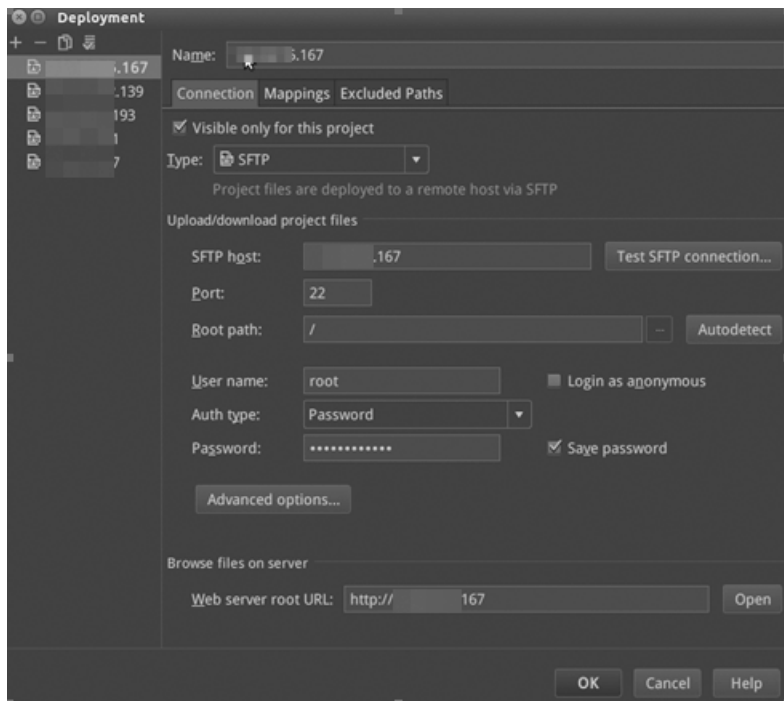 Deployment
.167
.139
193
1
7
Name: 5.167
Connection Mappings Excluded Paths
Visible only for this project
Type: SFTP
Project files are deployed to a remote host via SFTP
Upload/download project files
SFTP host: .167 Test SFTP connection...
Port: 22
Root path: / Autodetect
User name: root Login as anonymous
Auth type: Password
Password: •••••••••••• Save password
Advanced options...
Browse files on server
Web server root URL: http:// 167 Open
OK Cancel Help